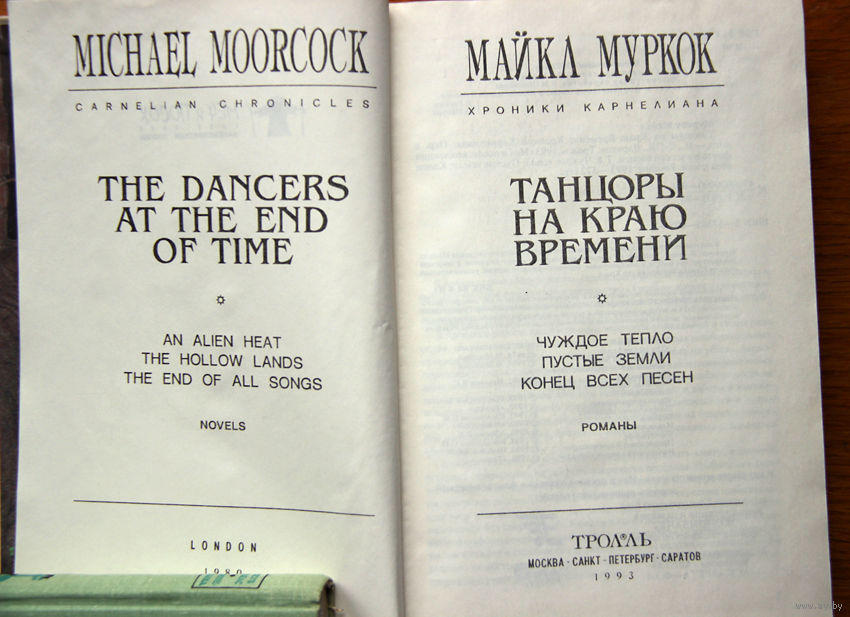 MICHAEL MOORCOCK
CARNELIAN CHRONICLES
THE DANCERS
AT THE END
OF TIME
AN ALIEN HEAT
THE HOLLOW LANDS
THE END OF ALL SONGS
NOVELS
LONDON
МАЙКЛ МУРКОК
ХРОНИКИ КАРНЕЛИАНА
ТАНЦОРЫ
НА КРАЮ
ВРЕМЕНИ
ЧУЖДОЕ ТЕПЛО
ПУСТЫЕ ЗЕМЛИ
КОНЕЦ ВСЕХ ПЕСЕН
РОМАНЫ
ТРОЛЛЬ
МОСКВА · САНКТ - ПЕТЕРБУРГ · САРАТОВ
1993